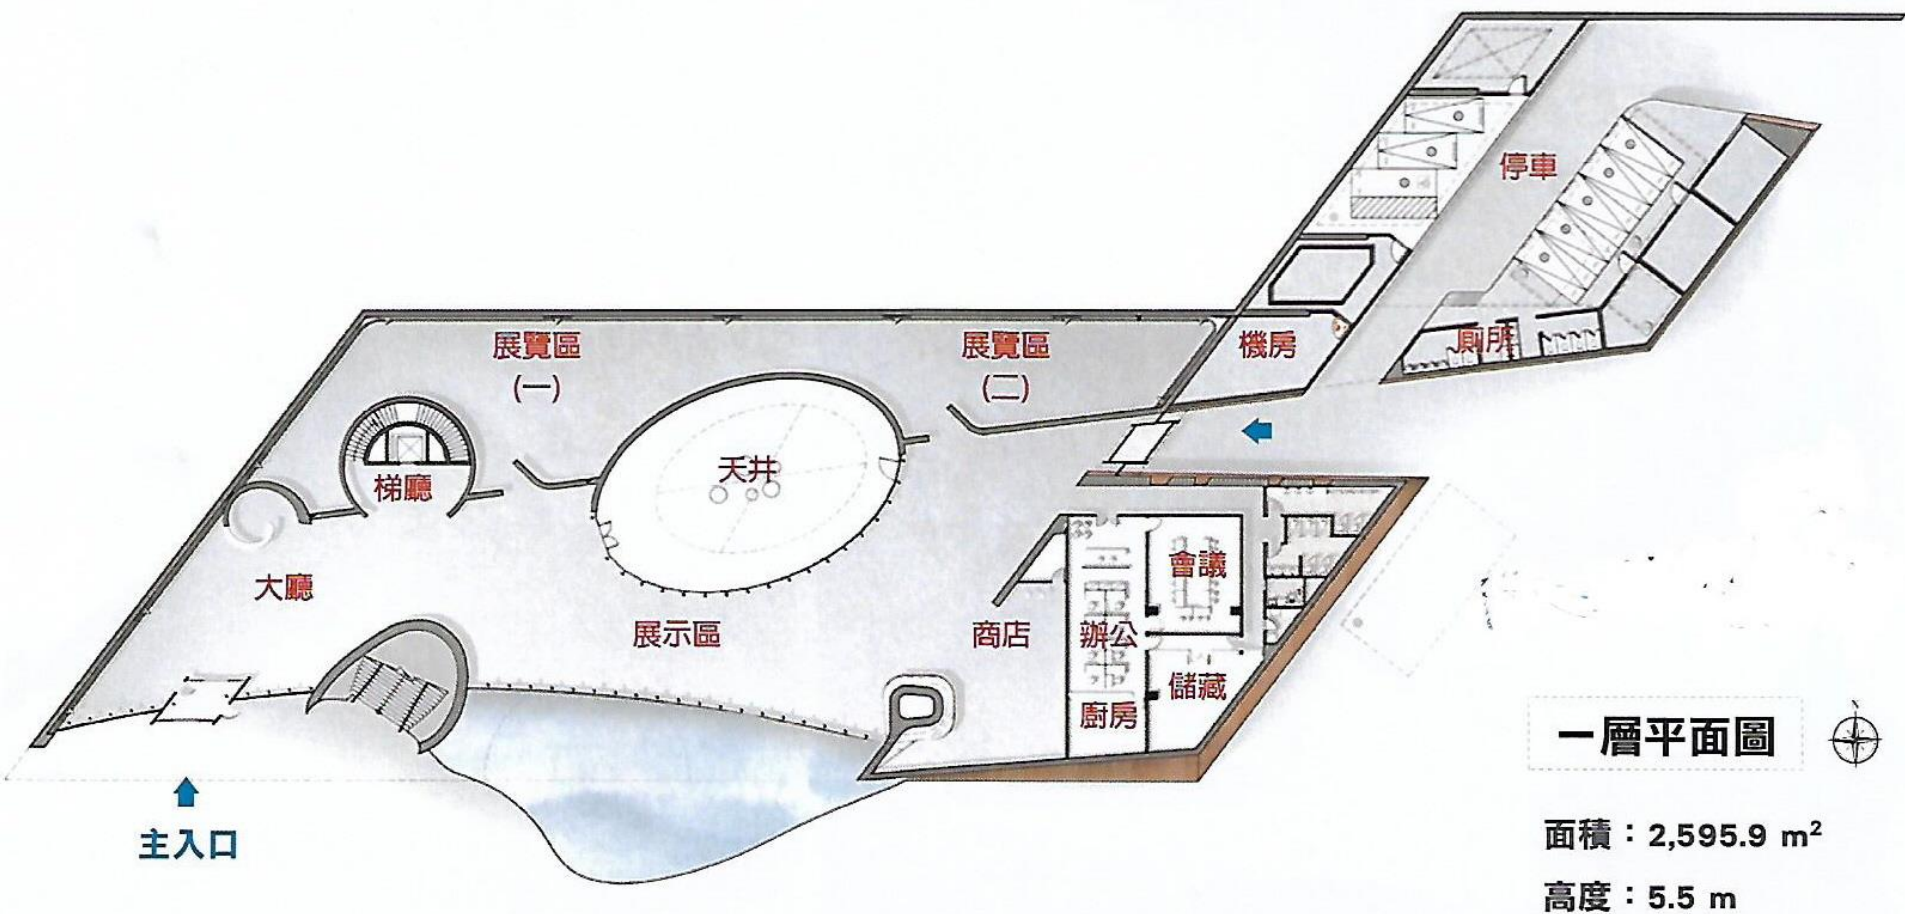 停車
展覽區
(一)
展覽區
(二)
機房
廁所
天井
梯廳
大廳
展示區
商店
會議
辦公
儲藏
廚房
主入口
一層平面圖
N
面積：2,595.9 m²
高度：5.5 m